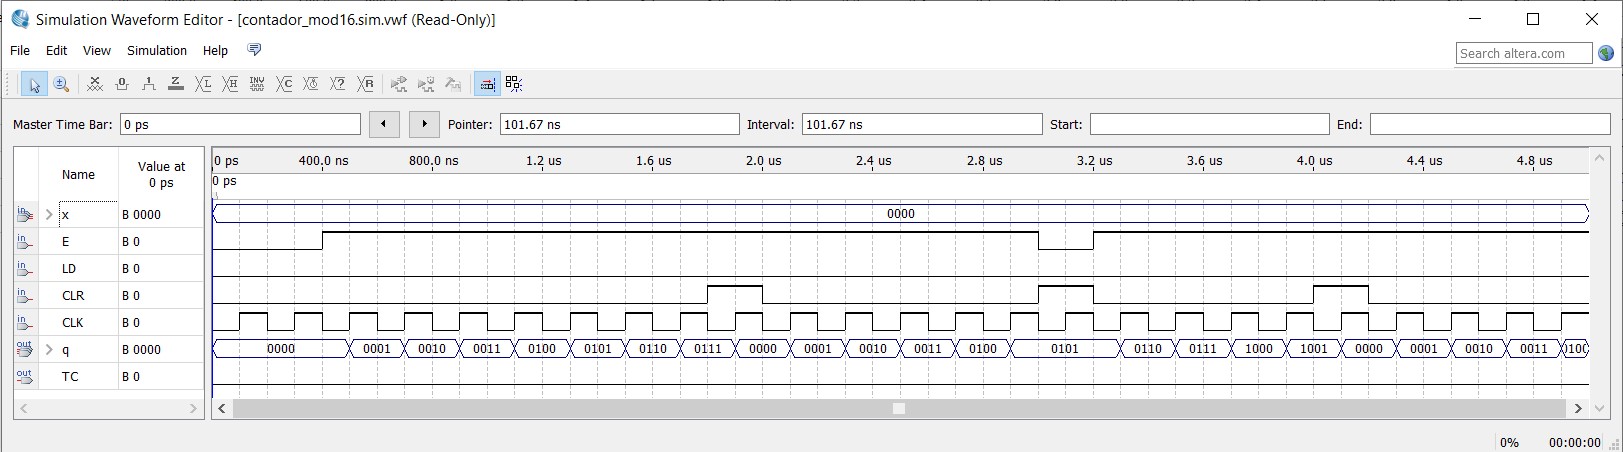 Simulation Waveform Editor - [contador_mod16.sim.vwf (Read-Only)]
File Edit View Simulation Help
Search altera.com
Master Time Bar: 0 ps Pointer: 101.67 ns Interval: 101.67 ns Start: End:
Name Value at 0 ps
0 ps 400.0 ns 800.0 ns 1.2 us 1.6 us 2.0 us 2.4 us 2.8 us 3.2 us 3.6 us 4.0 us 4.4 us 4.8 us
0 ps
x B 0000 0000
E B 0
LD B 0
CLR B 0
CLK B 0
q B 0000 0000 0001 0010 0011 0100 0101 0110 0111 0000 0001 0010 0011 0100 0101 0110 0111 1000 1001 0000 0001 0010 0011
TC B 0
0% 00:00:00